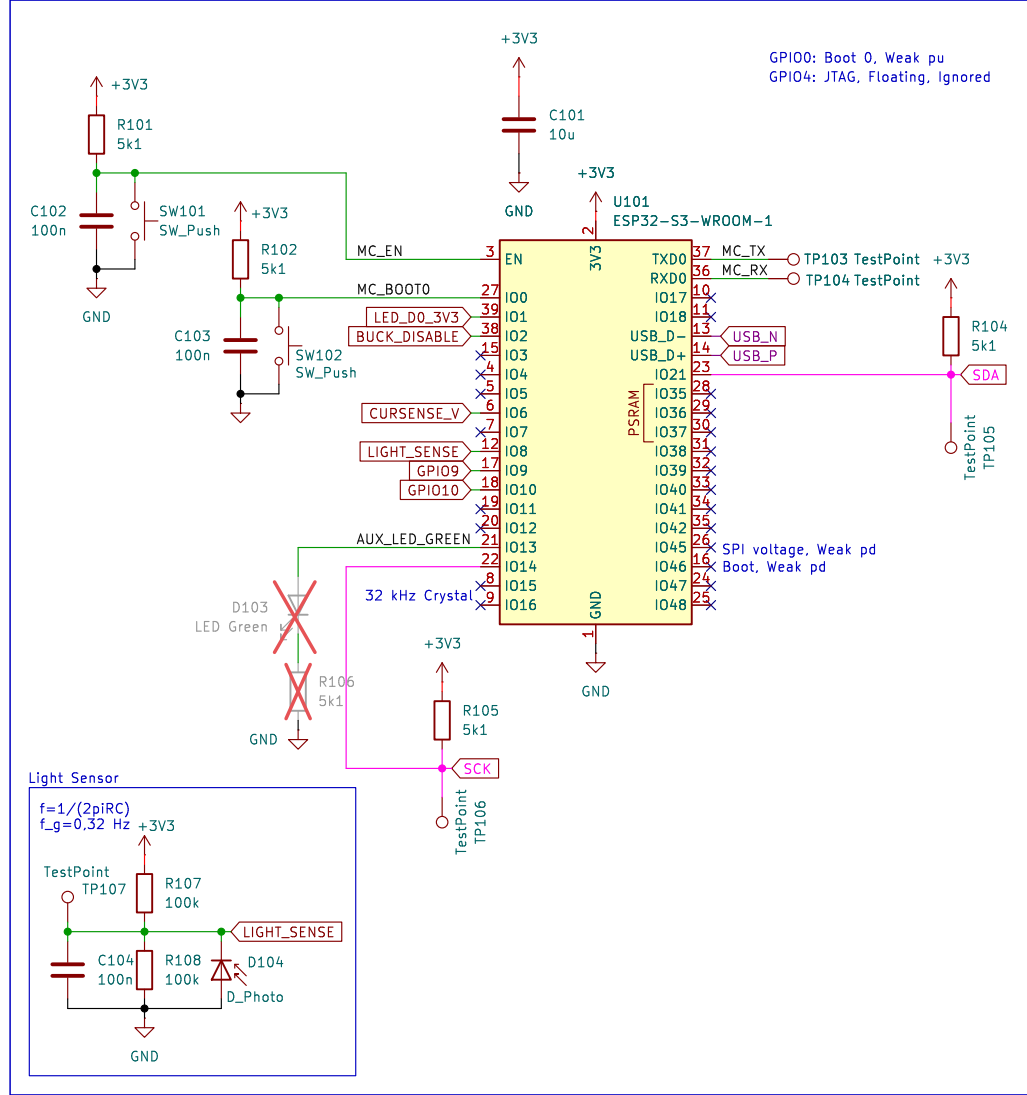 +3V3
GPIO0: Boot 0, Weak pu
GPIO4: JTAG, Floating, Ignored
+3V3
R101
5k1
C101
10u
GND
+3V3
U101
ESP32-S3-WROOM-1
C102
100n
SW101
SW_Push
GND
+3V3
R102
5k1
C103
100n
SW102
SW_Push
MC_EN
MC_BOOT0
LED_D0_3V3
BUCK_DISABLE
CURSENSE_V
LIGHT_SENSE
GPIO9
GPIO10
AUX_LED_GREEN
32 kHz Crystal
2
3V3
3 EN
27 IO0
39 IO1
38 IO2
15 IO3
4 IO4
5 IO5
6 IO6
7 IO7
12 IO8
17 IO9
18 IO10
19 IO11
20 IO12
21 IO13
22 IO14
8 IO15
9 IO16
GND
1
GND
PSRAM
TXD0 37 MC_TX TP103 TestPoint
RXD0 36 MC_RX TP104 TestPoint
IO17 10
IO18 11
USB_D- 13 USB_N
USB_D+ 14 USB_P
IO21 23
IO35 28
IO36 29
IO37 30
IO38 31
IO39 32
IO40 33
IO41 34
IO42 35
IO45 26 SPI voltage, Weak pd
IO46 16 Boot, Weak pd
IO47 24
IO48 25
+3V3
R104
5k1
SDA
TestPoint
TP105
D103
LED Green
R106
5k1
GND
+3V3
R105
5k1
SCK
TestPoint
TP106
Light Sensor
f=1/(2piRC)
f_g=0,32 Hz
+3V3
TestPoint
TP107
R107
100k
LIGHT_SENSE
C104
100n
R108
100k
D104
D_Photo
GND